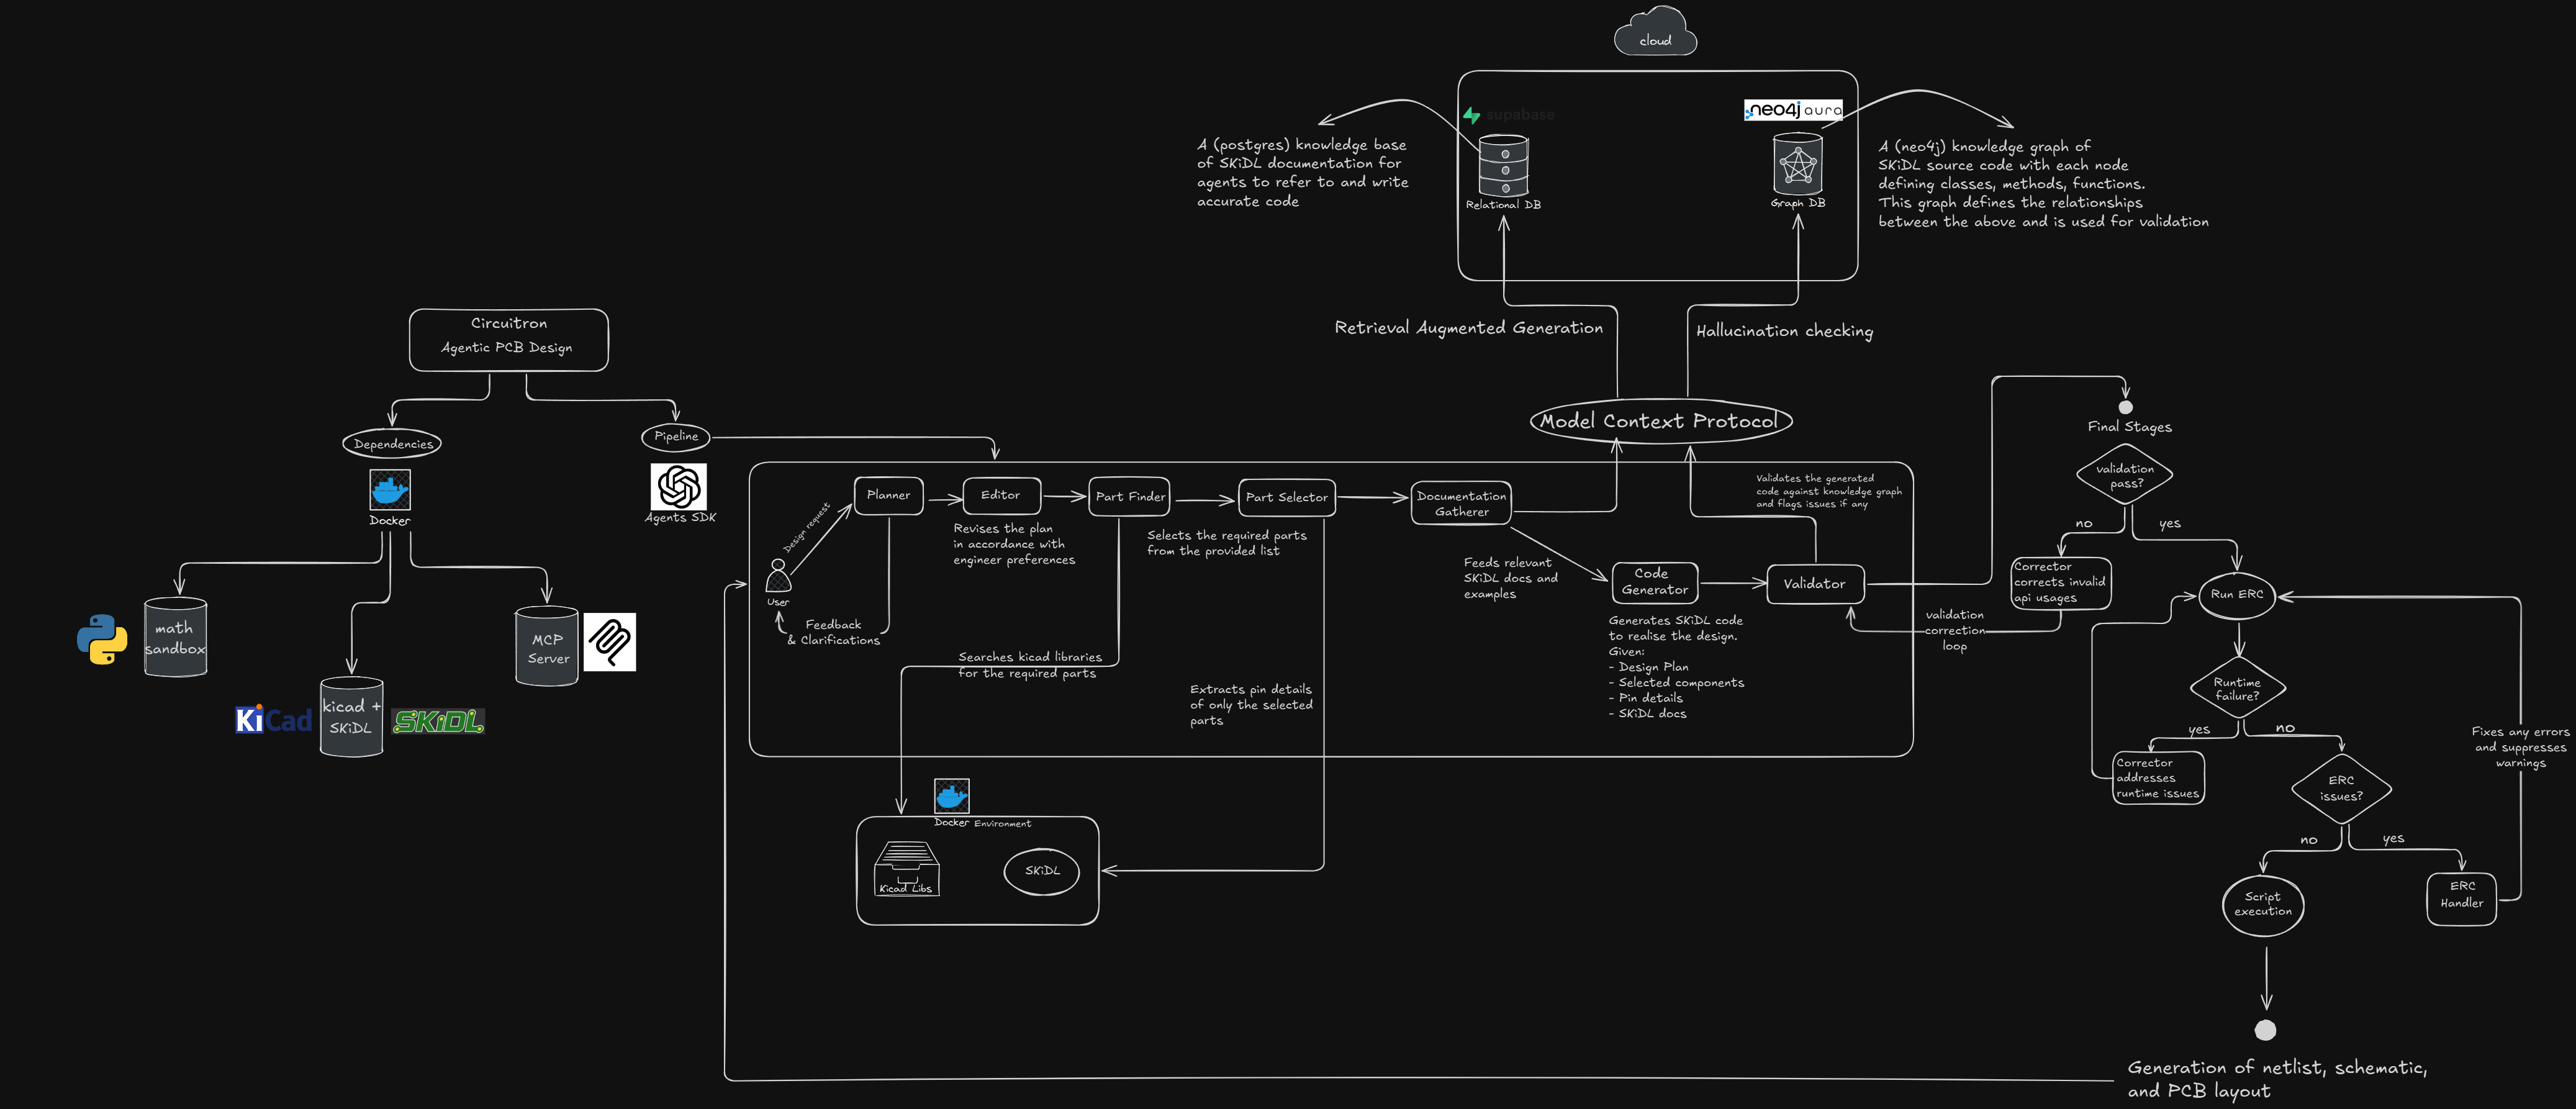 cloud
supabase
neo4j aura
A (postgres) knowledge base
of SKiDL documentation for
agents to refer to and write
accurate code
Relational DB
Graph DB
A (neo4j) knowledge graph of
SKiDL source code with each node
defining classes, methods, functions.
This graph defines the relationships
between the above and is used for validation
Retrieval Augmented Generation
Hallucination checking
Model Context Protocol
Circuitron
Agentic PCB Design
Dependencies
Docker
Pipeline
Agents SDK
math
sandbox
KiCad
kicad +
SKiDL
SKiDL
MCP
Server
User
Design request
Feedback
& Clarifications
Planner
Editor
Revises the plan
in accordance with
engineer preferences
Part Finder
Searches kicad libraries
for the required parts
Part Selector
Selects the required parts
from the provided list
Extracts pin details
of only the selected
parts
Documentation
Gatherer
Feeds relevant
SKiDL docs and
examples
Code
Generator
Generates SKiDL code
to realise the design.
Given:
- Design Plan
- Selected components
- Pin details
- SKiDL docs
Validator
Validates the generated
code against knowledge graph
and flags issues if any
Docker Environment
Kicad Libs
SKiDL
Final Stages
validation
pass?
no
yes
Corrector
corrects invalid
api usages
validation
correction
loop
Run ERC
Runtime
failure?
yes
no
Corrector
addresses
runtime issues
ERC
issues?
no
yes
Script
execution
ERC
Handler
Fixes any errors
and suppresses
warnings
Generation of netlist, schematic,
and PCB layout